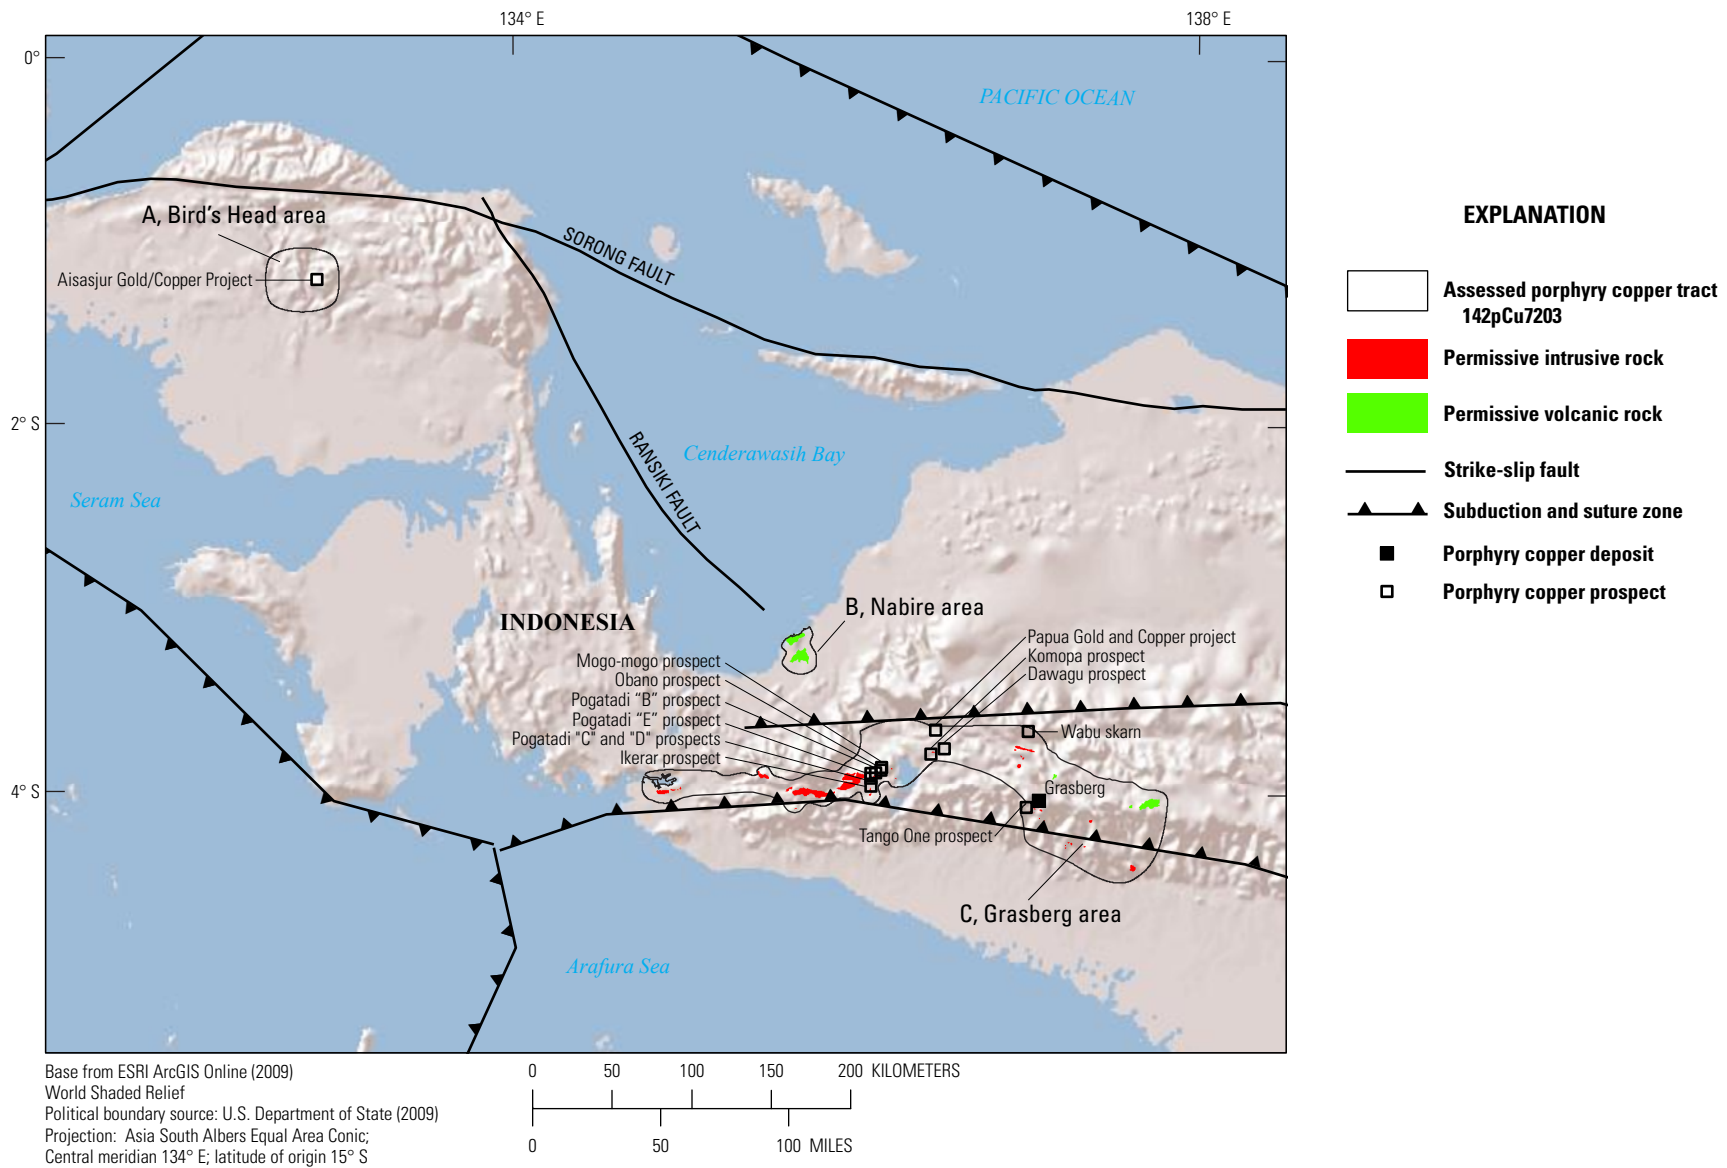 134° E
138° E
0°
PACIFIC OCEAN
A, Bird's Head area
EXPLANATION
SORONG FAULT
Aisasjur Gold/Copper Project
Assessed porphyry copper tract
142pCu7203
Permissive intrusive rock
Permissive volcanic rock
2° S
Cenderawasih Bay
RANSIKI FAULT
Strike-slip fault
Seram Sea
Subduction and suture zone
Porphyry copper deposit
Porphyry copper prospect
B, Nabire area
INDONESIA
Papua Gold and Copper project
Komopa prospect
Dawagu prospect
Mogo-mogo prospect
Obano prospect
Pogatadi “B” prospect
Pogatadi “E” prospect
Pogatadi "C" and "D" prospects
Ikerar prospect
Wabu skarn
4° S
Grasberg
Tango One prospect
C, Grasberg area
Arafura Sea
Base from ESRI ArcGIS Online (2009)
World Shaded Relief
Political boundary source: U.S. Department of State (2009)
Projection: Asia South Albers Equal Area Conic;
Central meridian 134° E; latitude of origin 15° S
0 50 100 150 200 KILOMETERS
0 50 100 MILES